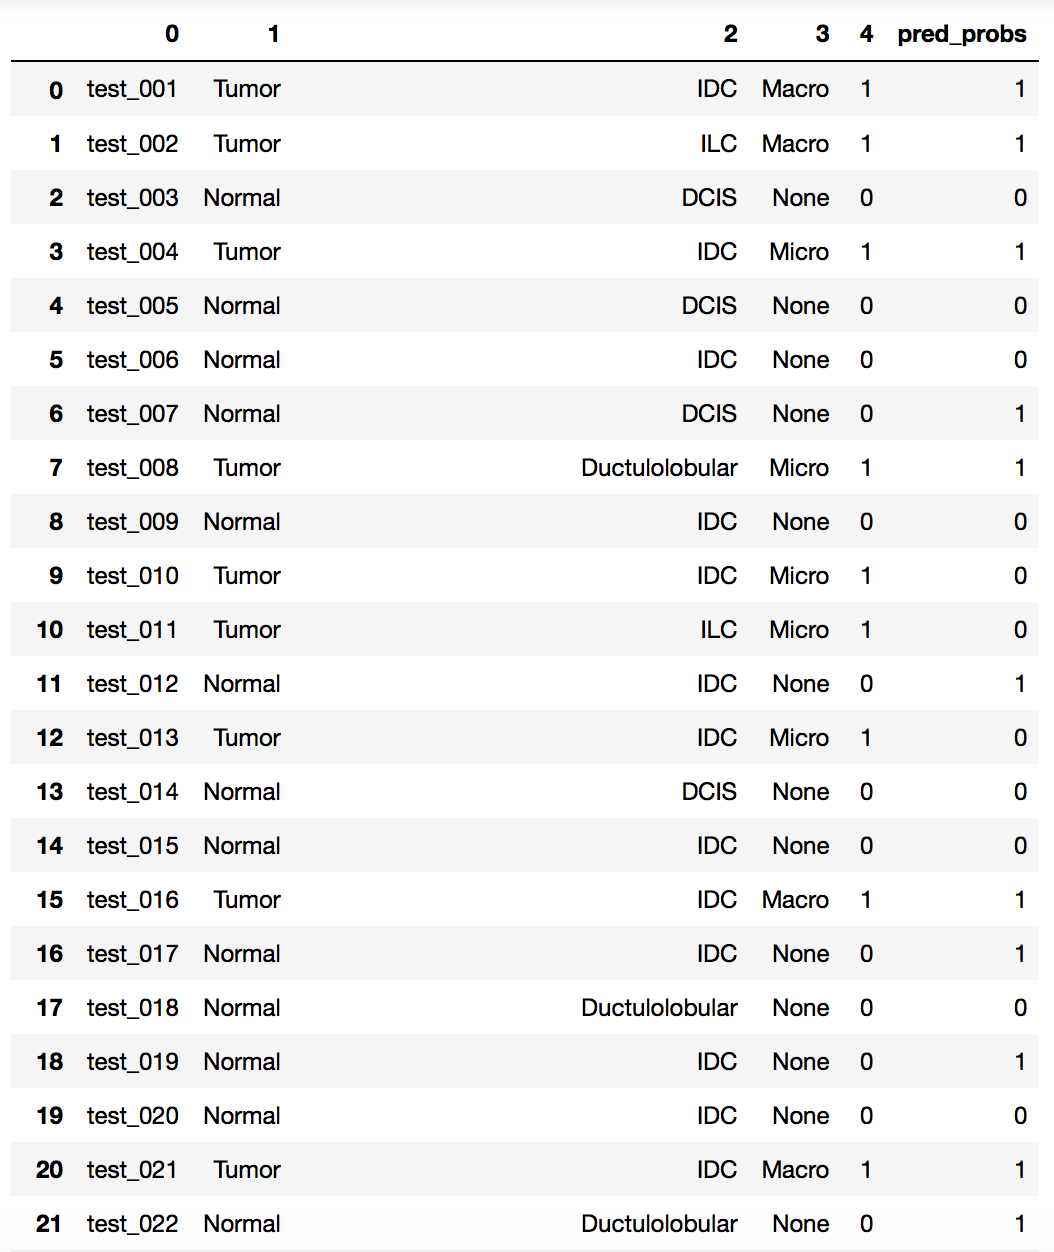 0 1 2 3 4 pred_probs
0 test_001 Tumor IDC Macro 1 1
1 test_002 Tumor ILC Macro 1 1
2 test_003 Normal DCIS None 0 0
3 test_004 Tumor IDC Micro 1 1
4 test_005 Normal DCIS None 0 0
5 test_006 Normal IDC None 0 0
6 test_007 Normal DCIS None 0 1
7 test_008 Tumor Ductulolobular Micro 1 1
8 test_009 Normal IDC None 0 0
9 test_010 Tumor IDC Micro 1 0
10 test_011 Tumor ILC Micro 1 0
11 test_012 Normal IDC None 0 1
12 test_013 Tumor IDC Micro 1 0
13 test_014 Normal DCIS None 0 0
14 test_015 Normal IDC None 0 0
15 test_016 Tumor IDC Macro 1 1
16 test_017 Normal IDC None 0 1
17 test_018 Normal Ductulolobular None 0 0
18 test_019 Normal IDC None 0 1
19 test_020 Normal IDC None 0 0
20 test_021 Tumor IDC Macro 1 1
21 test_022 Normal Ductulolobular None 0 1